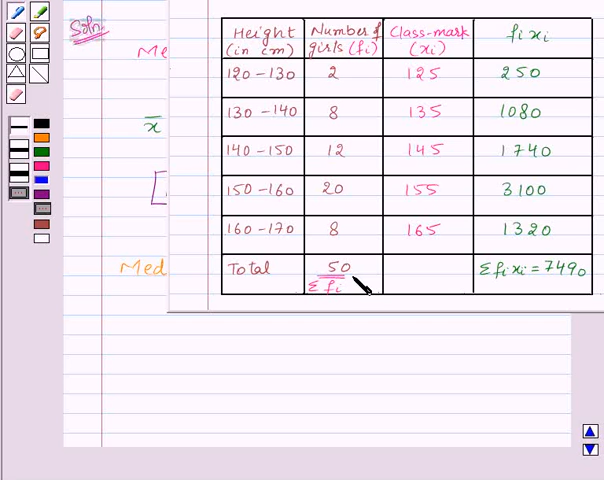 Soln.
Me
x̄
[
Med
Height (in cm) Number of girls (fi) Class-mark (xi) fixi
120-130 2 125 250
130-140 8 135 1080
140-150 12 145 1740
150-160 20 155 3100
160-170 8 165 1320
Total 50 Σfixi = 7490
Σfi